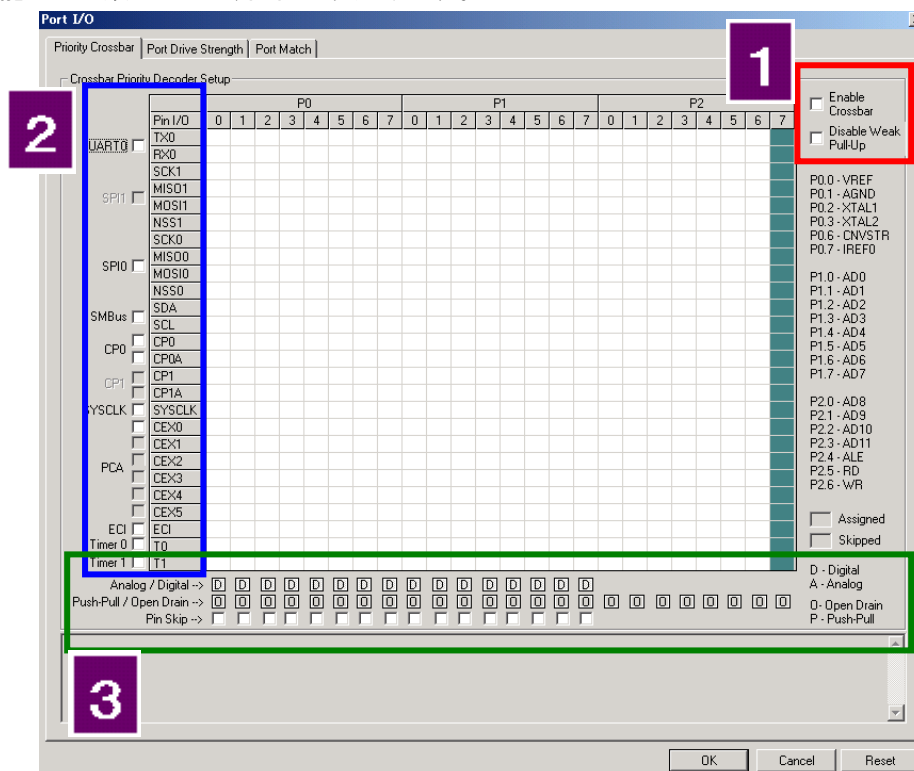 Port I/O
Priority Crossbar Port Drive Strength Port Match
Crossbar Priority Decoder Setup
1
2
P0 P1 P2
Pin I/O 0 1 2 3 4 5 6 7 0 1 2 3 4 5 6 7 0 1 2 3 4 5 6 7
UART0 TX0
RX0
SCK1
SPI1 MISO1
MOSI1
NSS1
SCK0
SPI0 MISO0
MOSI0
NSS0
SMBus SDA
SCL
CP0 CP0
CP0A
CP1 CP1
CP1A
SYSCLK SYSCLK
CEX0
CEX1
PCA CEX2
CEX3
CEX4
CEX5
ECI ECI
Timer 0 T0
Timer 1 T1
Enable
Crossbar
Disable Weak
Pull-Up
P0.0 - VREF
P0.1 - AGND
P0.2 - XTAL1
P0.3 - XTAL2
P0.6 - CNVSTR
P0.7 - IREF0
P1.0 - AD0
P1.1 - AD1
P1.2 - AD2
P1.3 - AD3
P1.4 - AD4
P1.5 - AD5
P1.6 - AD6
P1.7 - AD7
P2.0 - AD8
P2.1 - AD9
P2.2 - AD10
P2.3 - AD11
P2.4 - ALE
P2.5 - RD
P2.6 - WR
Assigned
Skipped
Analog / Digital --> D D D D D D D D D D D D D D D D
Push-Pull / Open Drain --> O O O O O O O O O O O O O O O O O O O O O O O O
Pin Skip -->
D - Digital
A - Analog
O- Open Drain
P - Push-Pull
3
OK Cancel Reset